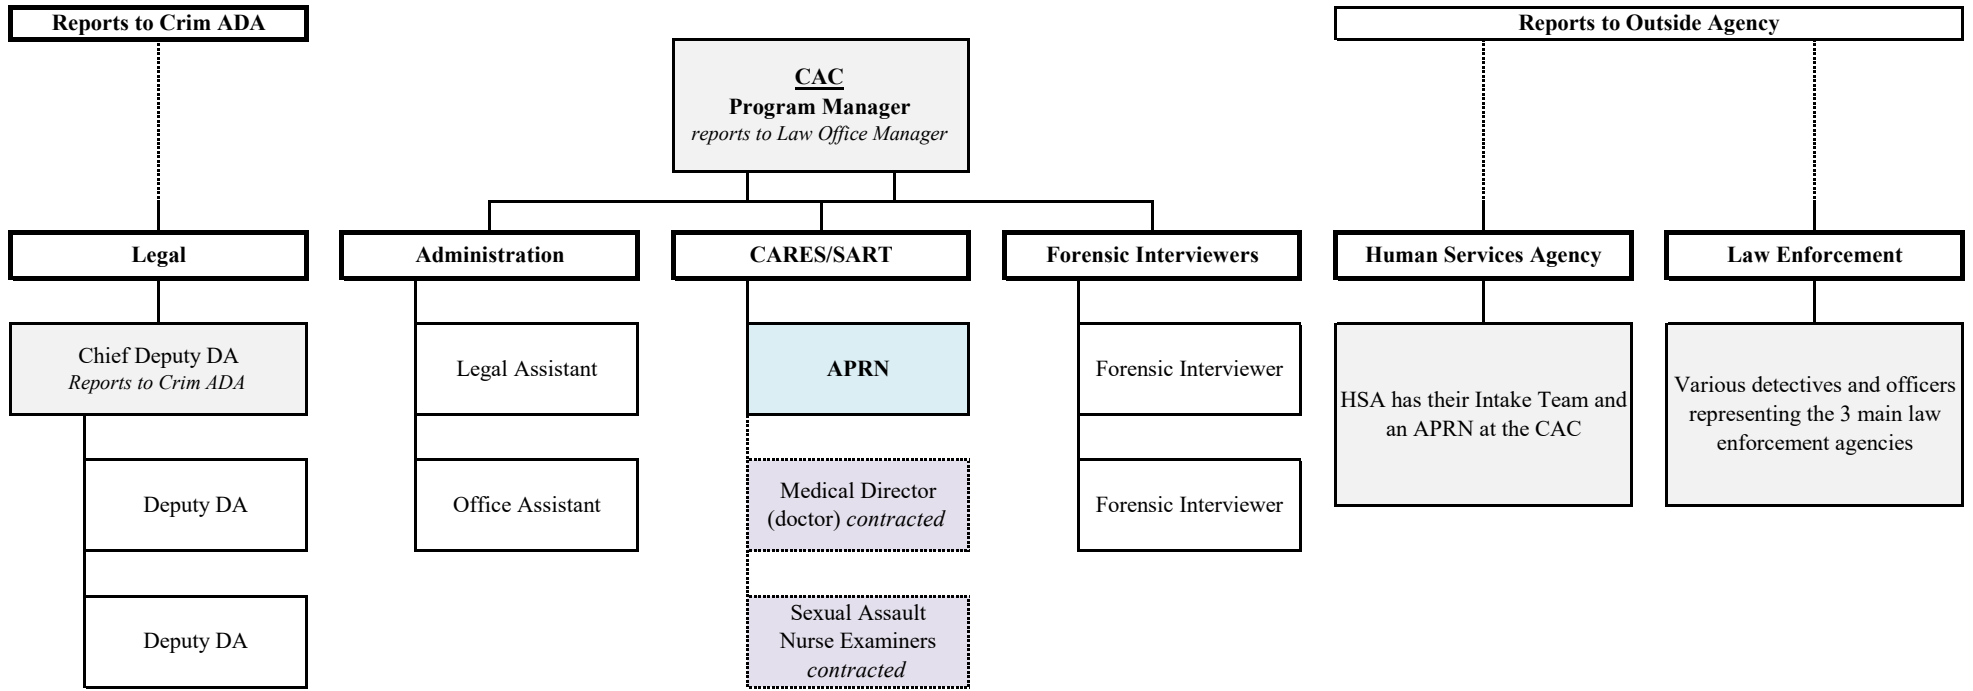 Reports to Crim ADA
Reports to Outside Agency
CAC
Program Manager
reports to Law Office Manager
Legal
Administration
CARES/SART
Forensic Interviewers
Human Services Agency
Law Enforcement
Chief Deputy DA
Reports to Crim ADA
Legal Assistant
APRN
Forensic Interviewer
HSA has their Intake Team and
an APRN at the CAC
Various detectives and officers
representing the 3 main law
enforcement agencies
Deputy DA
Office Assistant
Medical Director
(doctor) contracted
Forensic Interviewer
Deputy DA
Sexual Assault
Nurse Examiners
contracted